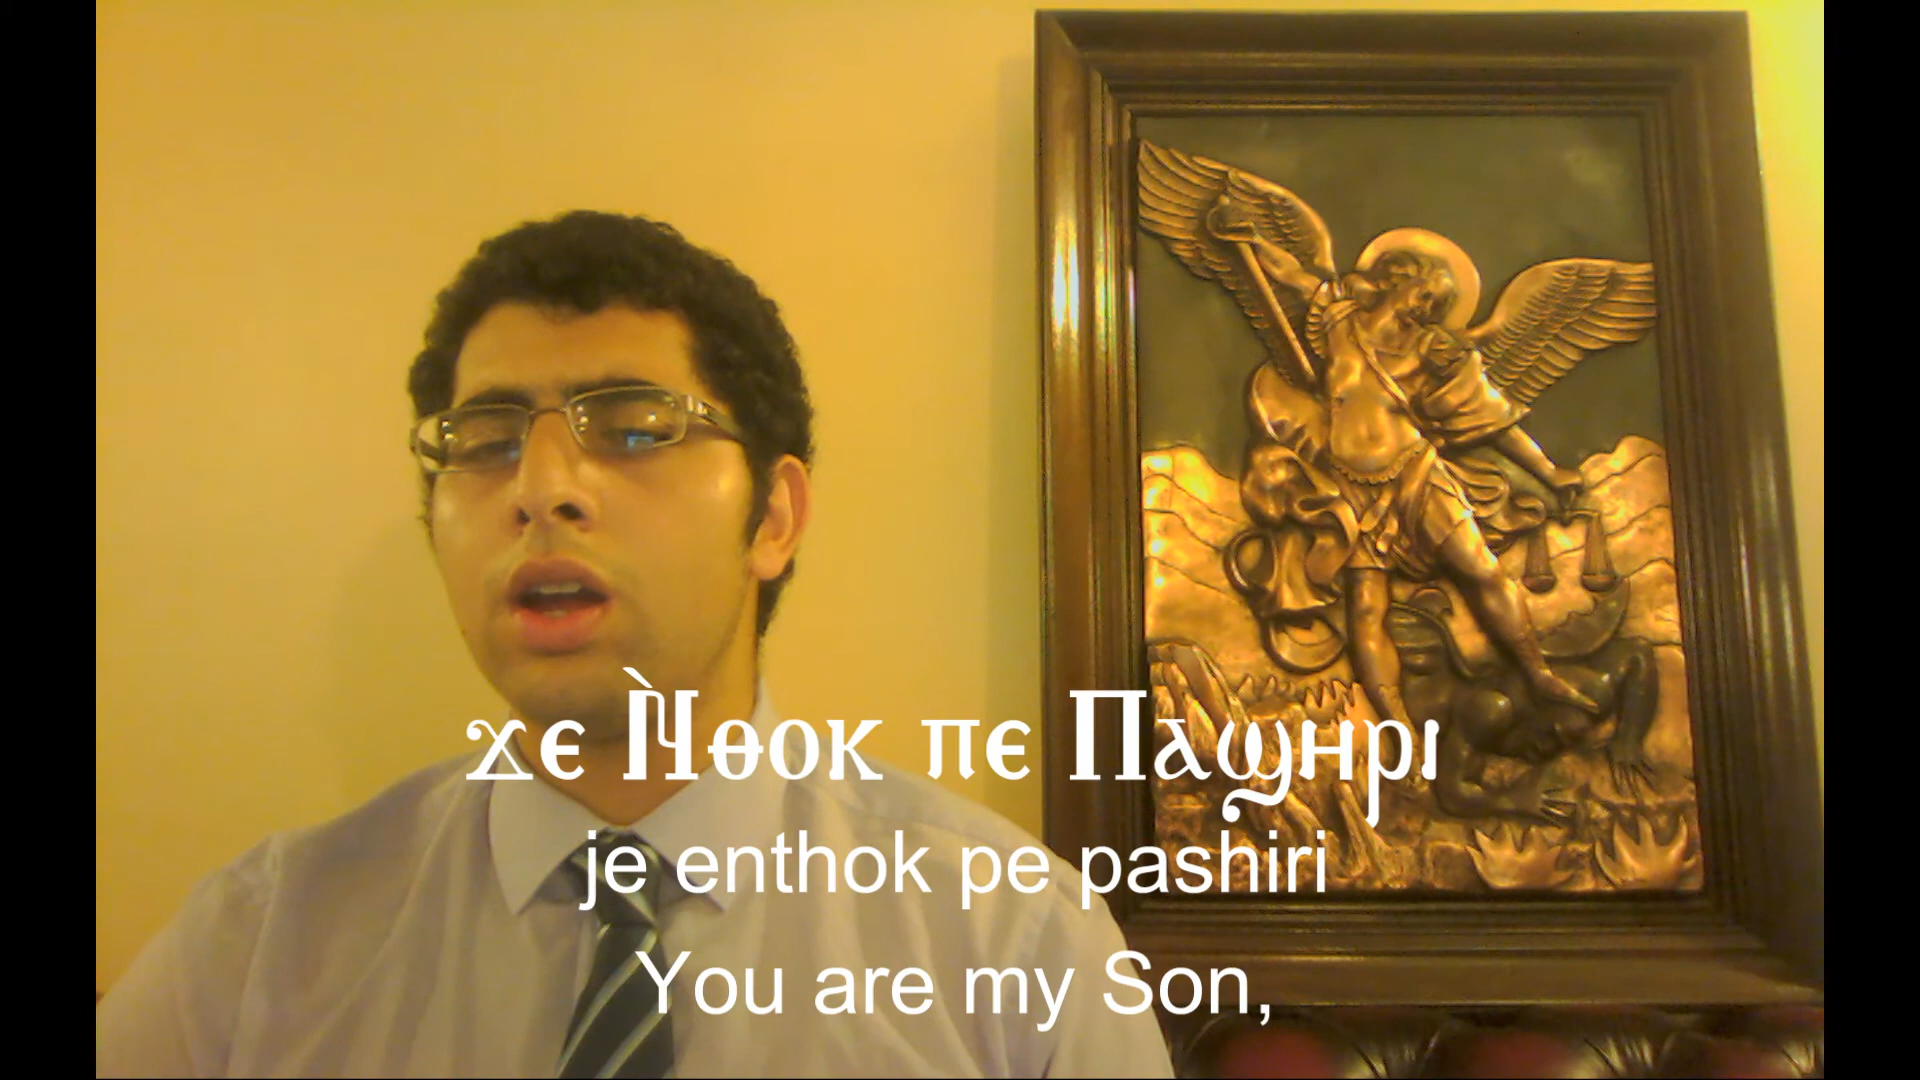 ϫⲉ Ⲛ̀ⲑⲟⲕ ⲡⲉ Ⲡⲁϣⲏⲣⲓ
je enthok pe pashiri
You are my Son,